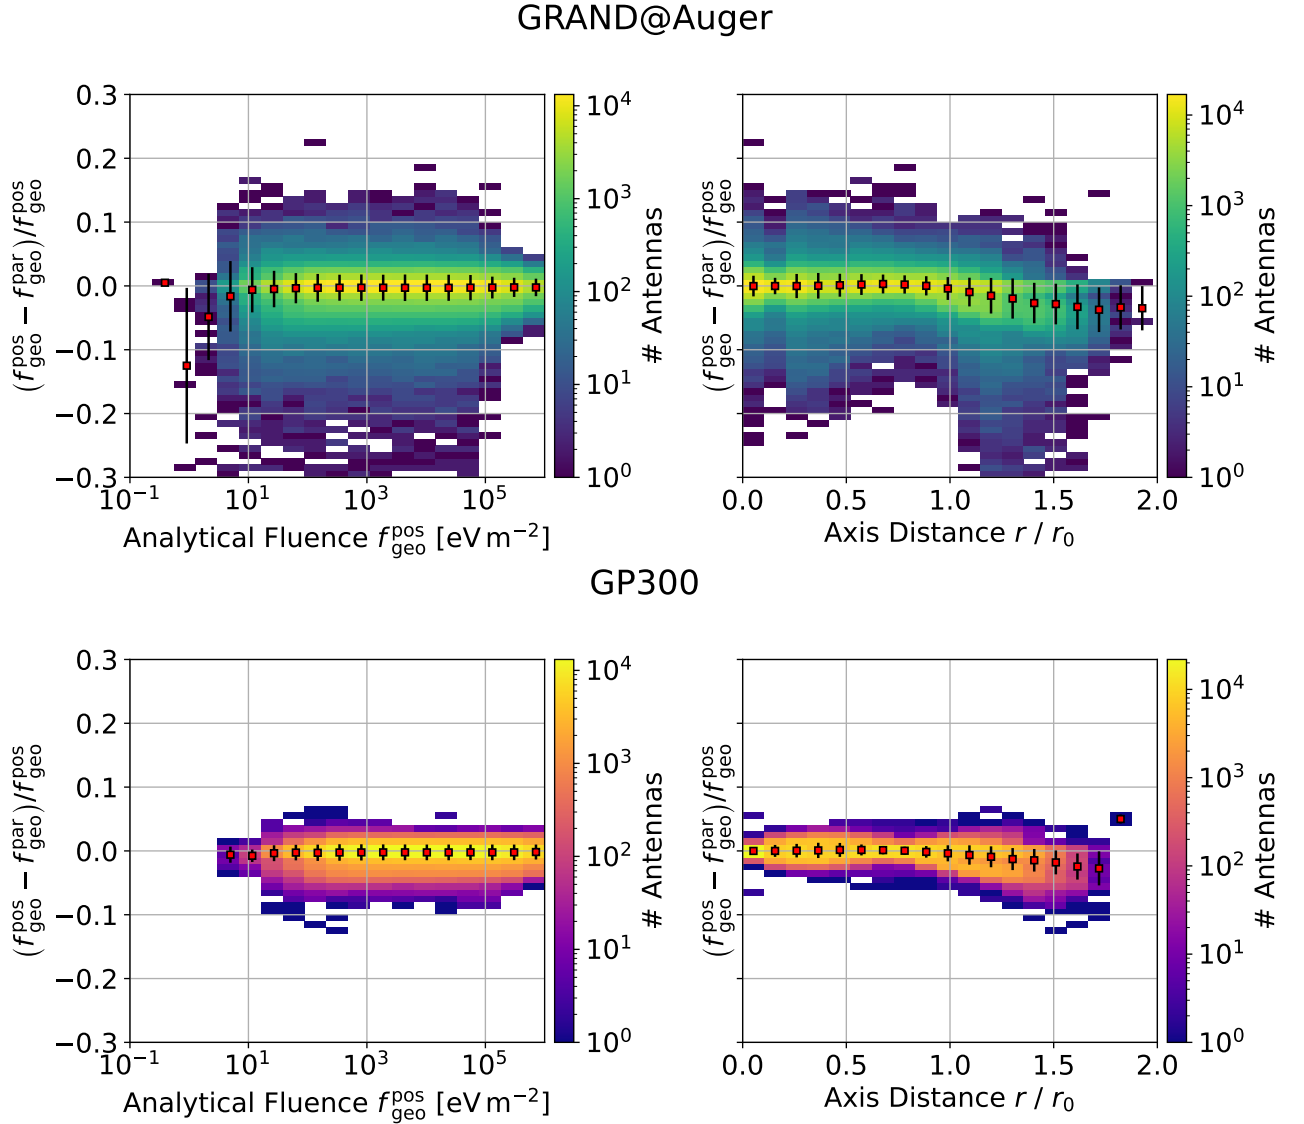 GRAND@Auger
0.3
0.2
0.1
0.0
−0.1
−0.2
−0.3
(f_geo^pos − f_geo^par)/f_geo^pos
10^−1 10^1 10^3 10^5
Analytical Fluence f_geo^pos [eV m^−2]
10^4
10^3
10^2
10^1
10^0
# Antennas
(f_geo^pos − f_geo^par)/f_geo^pos
0.0 0.5 1.0 1.5 2.0
Axis Distance r / r_0
10^4
10^3
10^2
10^1
10^0
# Antennas
GP300
0.3
0.2
0.1
0.0
−0.1
−0.2
−0.3
(f_geo^pos − f_geo^par)/f_geo^pos
10^−1 10^1 10^3 10^5
Analytical Fluence f_geo^pos [eV m^−2]
10^4
10^3
10^2
10^1
10^0
# Antennas
(f_geo^pos − f_geo^par)/f_geo^pos
0.0 0.5 1.0 1.5 2.0
Axis Distance r / r_0
10^4
10^3
10^2
10^1
10^0
# Antennas